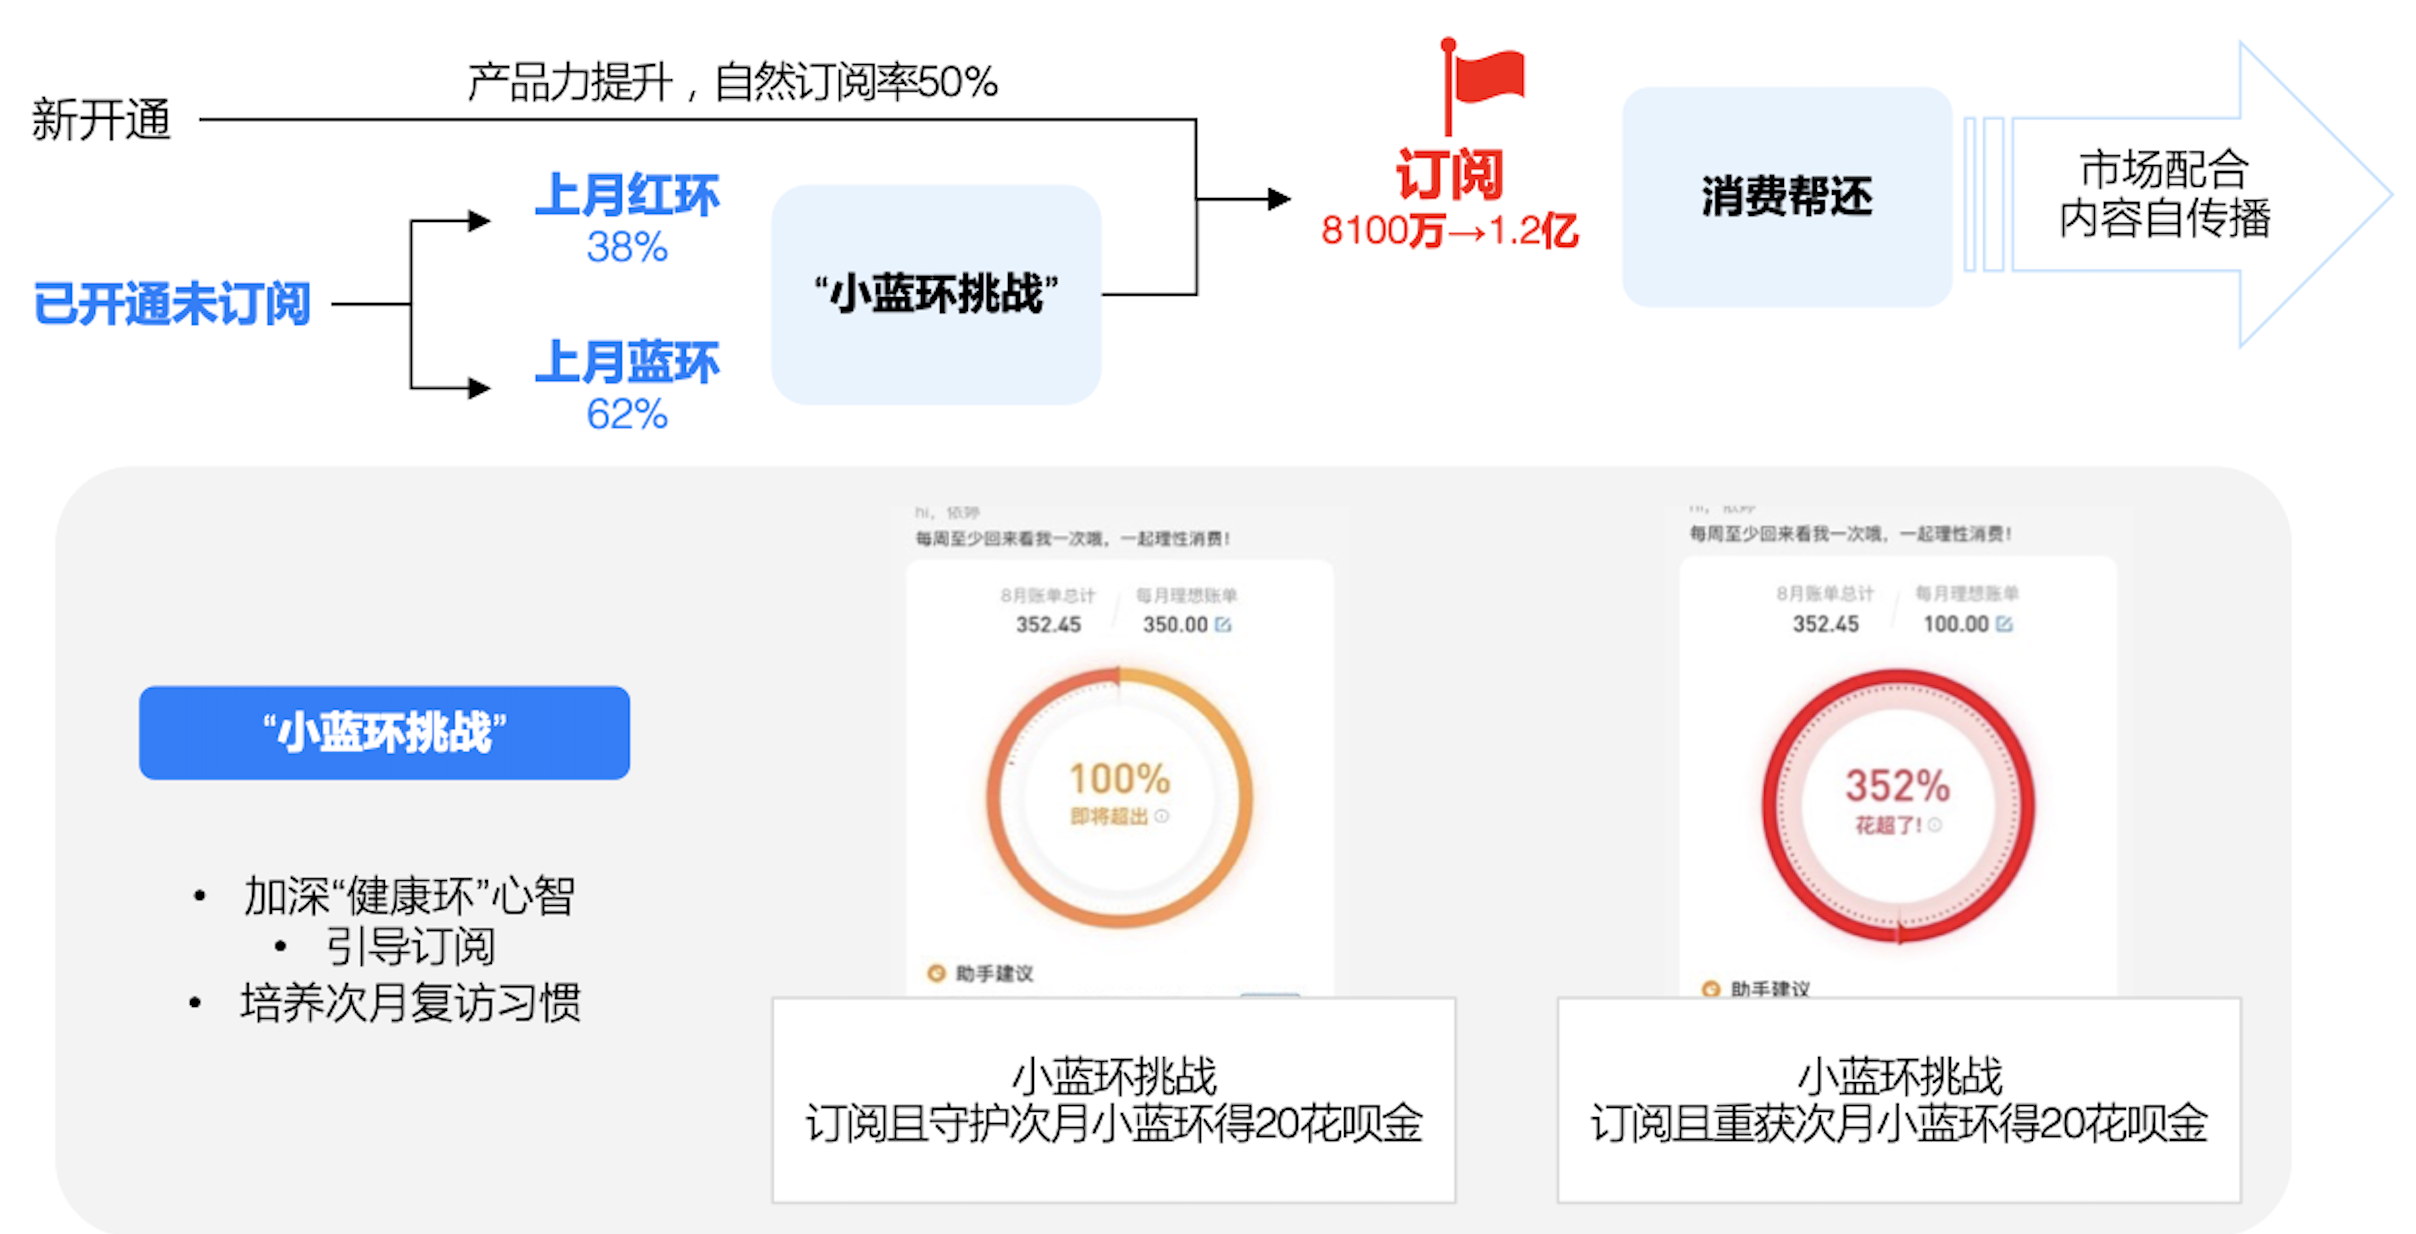 新开通
产品力提升，自然订阅率50%
已开通未订阅
上月红环
38%
上月蓝环
62%
“小蓝环挑战”
订阅
8100万→1.2亿
消费帮还
市场配合
内容自传播
“小蓝环挑战”
• 加深“健康环”心智
• 引导订阅
• 培养次月复访习惯
hi，依婷
每周至少回来看我一次哦，一起理性消费！
8月账单总计 每月理想账单
352.45 350.00
100%
即将超出
助手建议
小蓝环挑战
订阅且守护次月小蓝环得20花呗金
每周至少回来看我一次哦，一起理性消费！
8月账单总计 每月理想账单
352.45 100.00
352%
花超了!
助手建议
小蓝环挑战
订阅且重获次月小蓝环得20花呗金